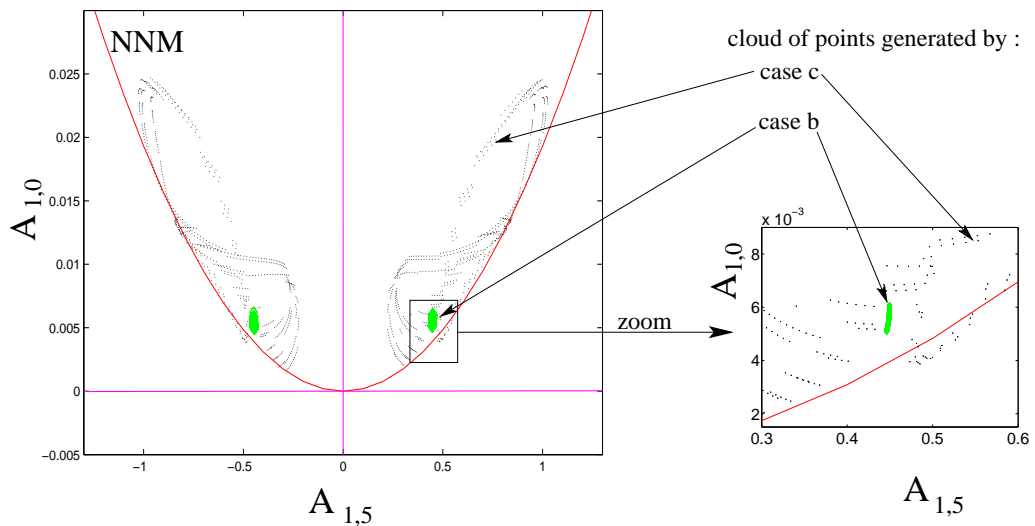 NNM
cloud of points generated by :
case c
case b
0.025
0.02
0.015
0.01
0.005
0
−0.005
A 1,0
−1
−0.5
0
0.5
1
A 1,5
zoom
x 10 −3
8
6
4
2
A 1,0
0.3
0.4
0.5
0.6
A 1,5